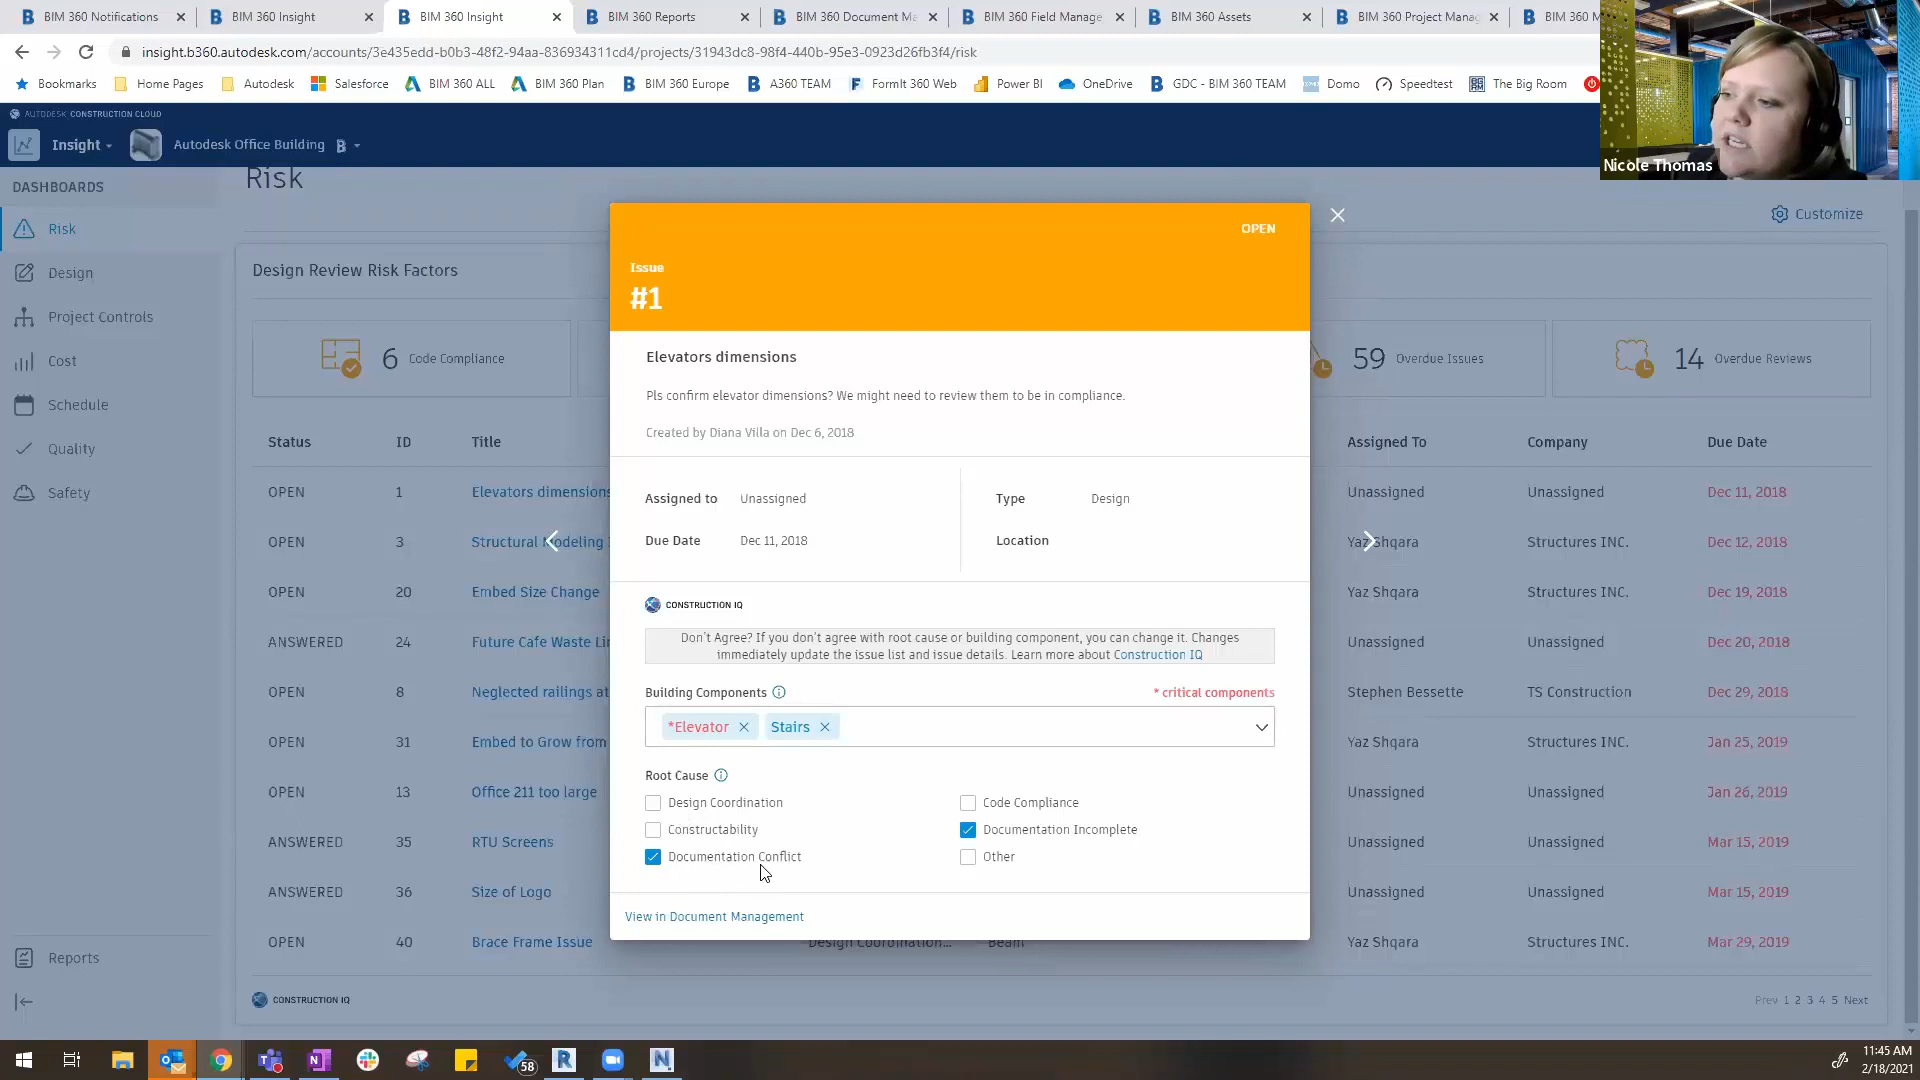 BIM 360 Notifications
BIM 360 Insight
BIM 360 Insight
BIM 360 Reports
BIM 360 Document Ma
BIM 360 Field Manage
BIM 360 Assets
BIM 360 Project Manag
BIM 360 M
insight.b360.autodesk.com/accounts/3e435edd-b0b3-48f2-94aa-836934311cd4/projects/31943dc8-98f4-440b-95e3-0923d26fb3f4/risk
Bookmarks
Home Pages
Autodesk
Salesforce
BIM 360 ALL
BIM 360 Plan
BIM 360 Europe
A360 TEAM
FormIt 360 Web
Power BI
OneDrive
GDC - BIM 360 TEAM
Domo
Speedtest
The Big Room
Nicole Thomas
AUTODESK CONSTRUCTION CLOUD
Insight
Autodesk Office Building
DASHBOARDS
Risk
Design
Project Controls
Cost
Schedule
Quality
Safety
Reports
Risk
Customize
Design Review Risk Factors
6 Code Compliance
59 Overdue Issues
14 Overdue Reviews
Status ID Title Assigned To Company Due Date
OPEN 1 Elevators dimensions Unassigned Unassigned Dec 11, 2018
OPEN 3 Structural Modeling Yaz Shqara Structures INC. Dec 12, 2018
OPEN 20 Embed Size Change Yaz Shqara Structures INC. Dec 19, 2018
ANSWERED 24 Future Cafe Waste Li Unassigned Unassigned Dec 20, 2018
OPEN 8 Neglected railings at Stephen Bessette TS Construction Dec 29, 2018
OPEN 31 Embed to Grow from Yaz Shqara Structures INC. Jan 25, 2019
OPEN 13 Office 211 too large Unassigned Unassigned Jan 26, 2019
ANSWERED 35 RTU Screens Unassigned Unassigned Mar 15, 2019
ANSWERED 36 Size of Logo Unassigned Unassigned Mar 15, 2019
OPEN 40 Brace Frame Issue Design Coordination... Beam Yaz Shqara Structures INC. Mar 29, 2019
CONSTRUCTION IQ
Prev 1 2 3 4 5 Next
OPEN
Issue
#1
Elevators dimensions
Pls confirm elevator dimensions? We might need to review them to be in compliance.
Created by Diana Villa on Dec 6, 2018
Assigned to Unassigned
Type Design
Due Date Dec 11, 2018
Location
CONSTRUCTION IQ
Don't Agree? If you don't agree with root cause or building component, you can change it. Changes
immediately update the issue list and issue details. Learn more about Construction IQ
Building Components
* critical components
*Elevator
Stairs
Root Cause
Design Coordination
Code Compliance
Constructability
Documentation Incomplete
Documentation Conflict
Other
View in Document Management
58
11:45 AM
2/18/2021